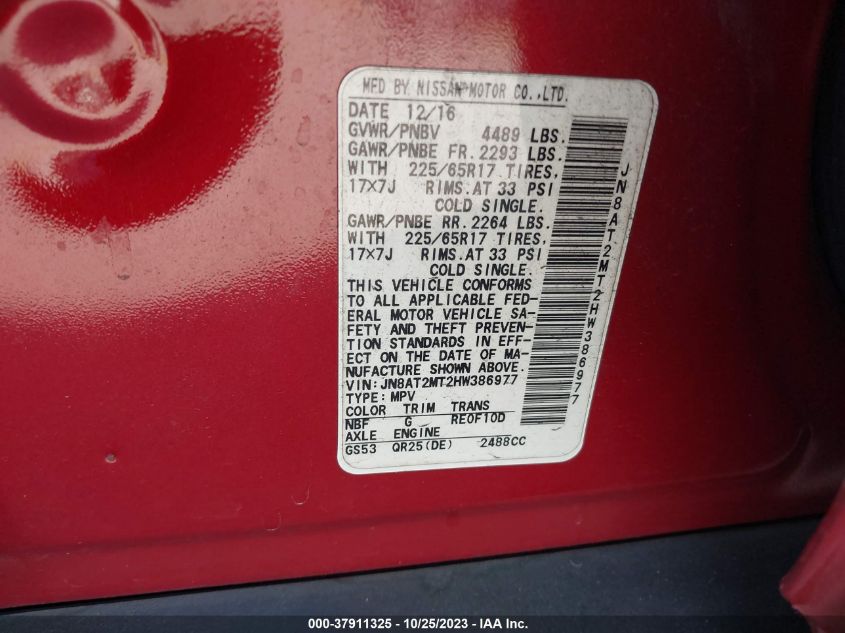 MFD BY NISSAN MOTOR CO.,LTD.
DATE 12/16
GVWR/PNBV 4489 LBS.
GAWR/PNBE FR. 2293 LBS.
WITH 225/65R17 TIRES,
17X7J RIMS.AT 33 PSI
COLD SINGLE.
GAWR/PNBE RR. 2264 LBS.
WITH 225/65R17 TIRES,
17X7J RIMS.AT 33 PSI
COLD SINGLE.
THIS VEHICLE CONFORMS
TO ALL APPLICABLE FED-
ERAL MOTOR VEHICLE SA-
FETY AND THEFT PREVEN-
TION STANDARDS IN EFF-
ECT ON THE DATE OF MA-
NUFACTURE SHOWN ABOVE.
VIN:JN8AT2MT2HW386977
TYPE: MPV
COLOR TRIM TRANS
NBF G RE0F10D
AXLE ENGINE
GS53 QR25(DE) 2488CC
JN8AT2MT2HW386977
000-37911325 - 10/25/2023 - IAA Inc.